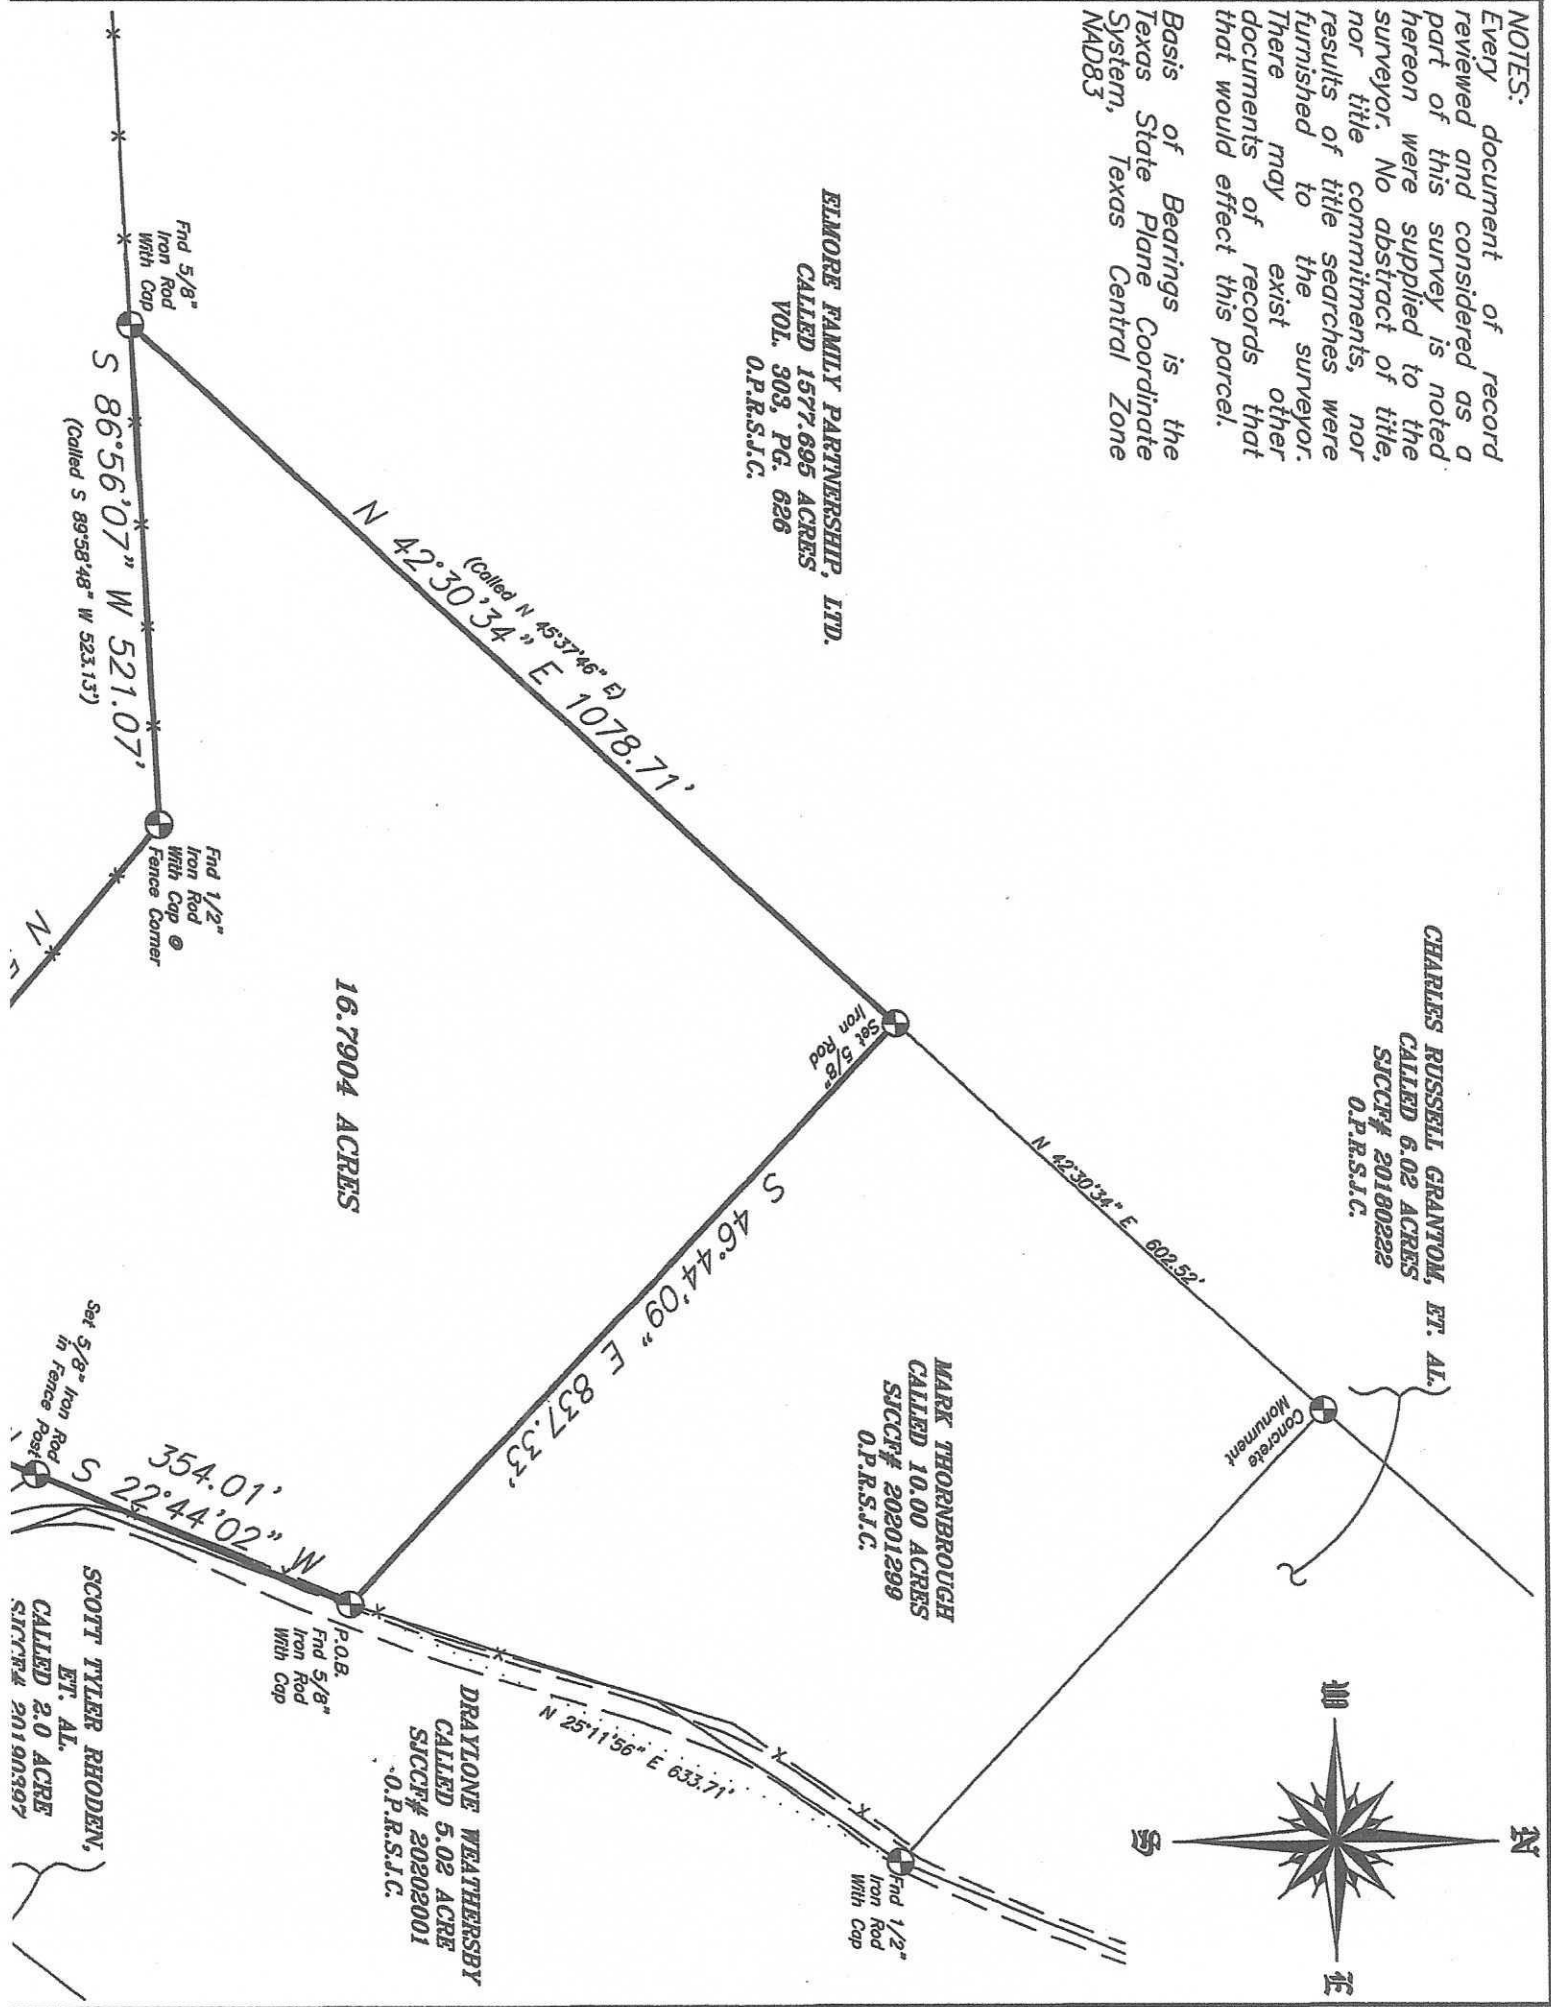 NOTES:
Every document of record
reviewed and considered as a
part of this survey is noted
hereon were supplied to the
surveyor. No abstract of title,
nor title commitments, nor
results of title searches were
furnished to the surveyor.
There may exist other
documents of records that
that would effect this parcel.
Basis of Bearings is the
Texas State Plane Coordinate
System, Texas Central Zone
NAD83
CHARLES RUSSELL GRANTOM, ET. AL.
CALLED 6.02 ACRES
SJCCF# 20180222
O.P.R.S.J.C.
N
W
E
S
Concrete
Monument
N 42°30'34" E 602.52'
ELMORE FAMILY PARTNERSHIP, LTD.
CALLED 1577.695 ACRES
VOL. 303, PG. 626
O.P.R.S.J.C.
MARK THORNBROUGH
CALLED 10.00 ACRES
SJCCF# 20201299
O.P.R.S.J.C.
Set 5/8"
Iron Rod
Fnd 1/2"
Iron Rod
With Cap
(Called N 45°37'46" E)
N 42°30'34" E 1078.71'
S 46°44'09" E 837.33'
N 25°11'56" E 633.71'
DRAYLONE WEATHERSBY
CALLED 5.02 ACRE
SJCCF# 20202001
O.P.R.S.J.C.
16.7904 ACRES
P.O.B.
Fnd 5/8"
Iron Rod
With Cap
354.01'
S 22°44'02" W
Fnd 5/8"
Iron Rod
With Cap
Fnd 1/2"
Iron Rod
With Cap @
Fence Corner
S 86°56'07" W 521.07'
(Called S 89°58'48" W 523.13')
Set 5/8" Iron Rod
in Fence Post
SCOTT TYLER RHODEN,
ET. AL.
CALLED 2.0 ACRE
SJCCF# 20190397
N